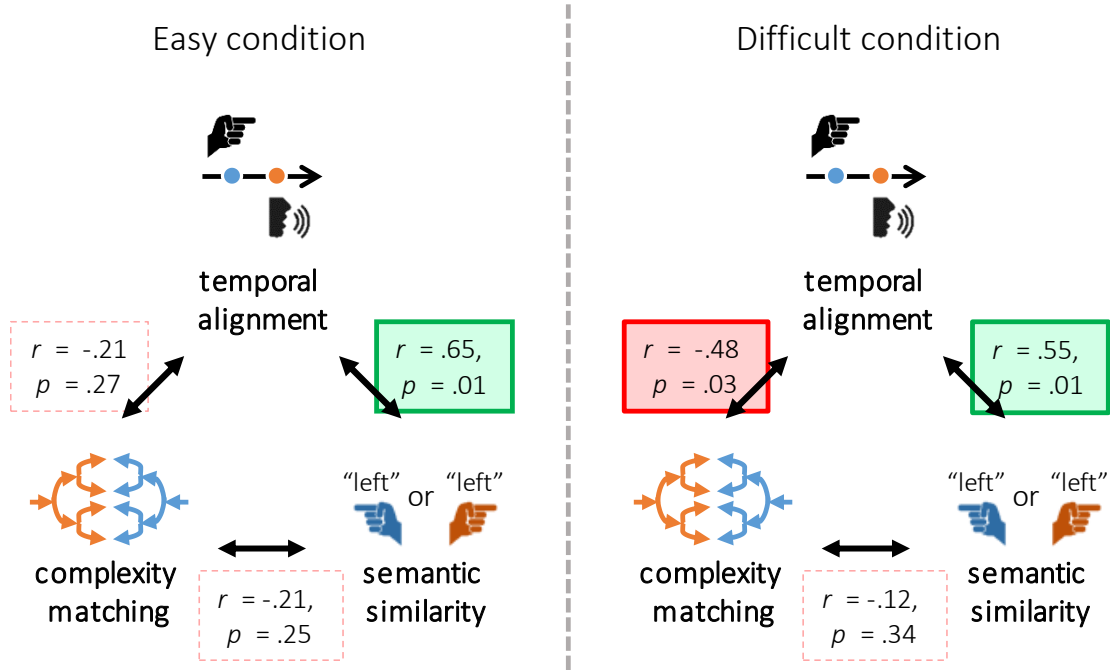 Easy condition
temporal
alignment
r = -.21
p = .27
r = .65,
p = .01
"left" or "left"
complexity
matching
semantic
similarity
r = -.21,
p = .25
Difficult condition
temporal
alignment
r = -.48
p = .03
r = .55,
p = .01
"left" or "left"
complexity
matching
semantic
similarity
r = -.12,
p = .34